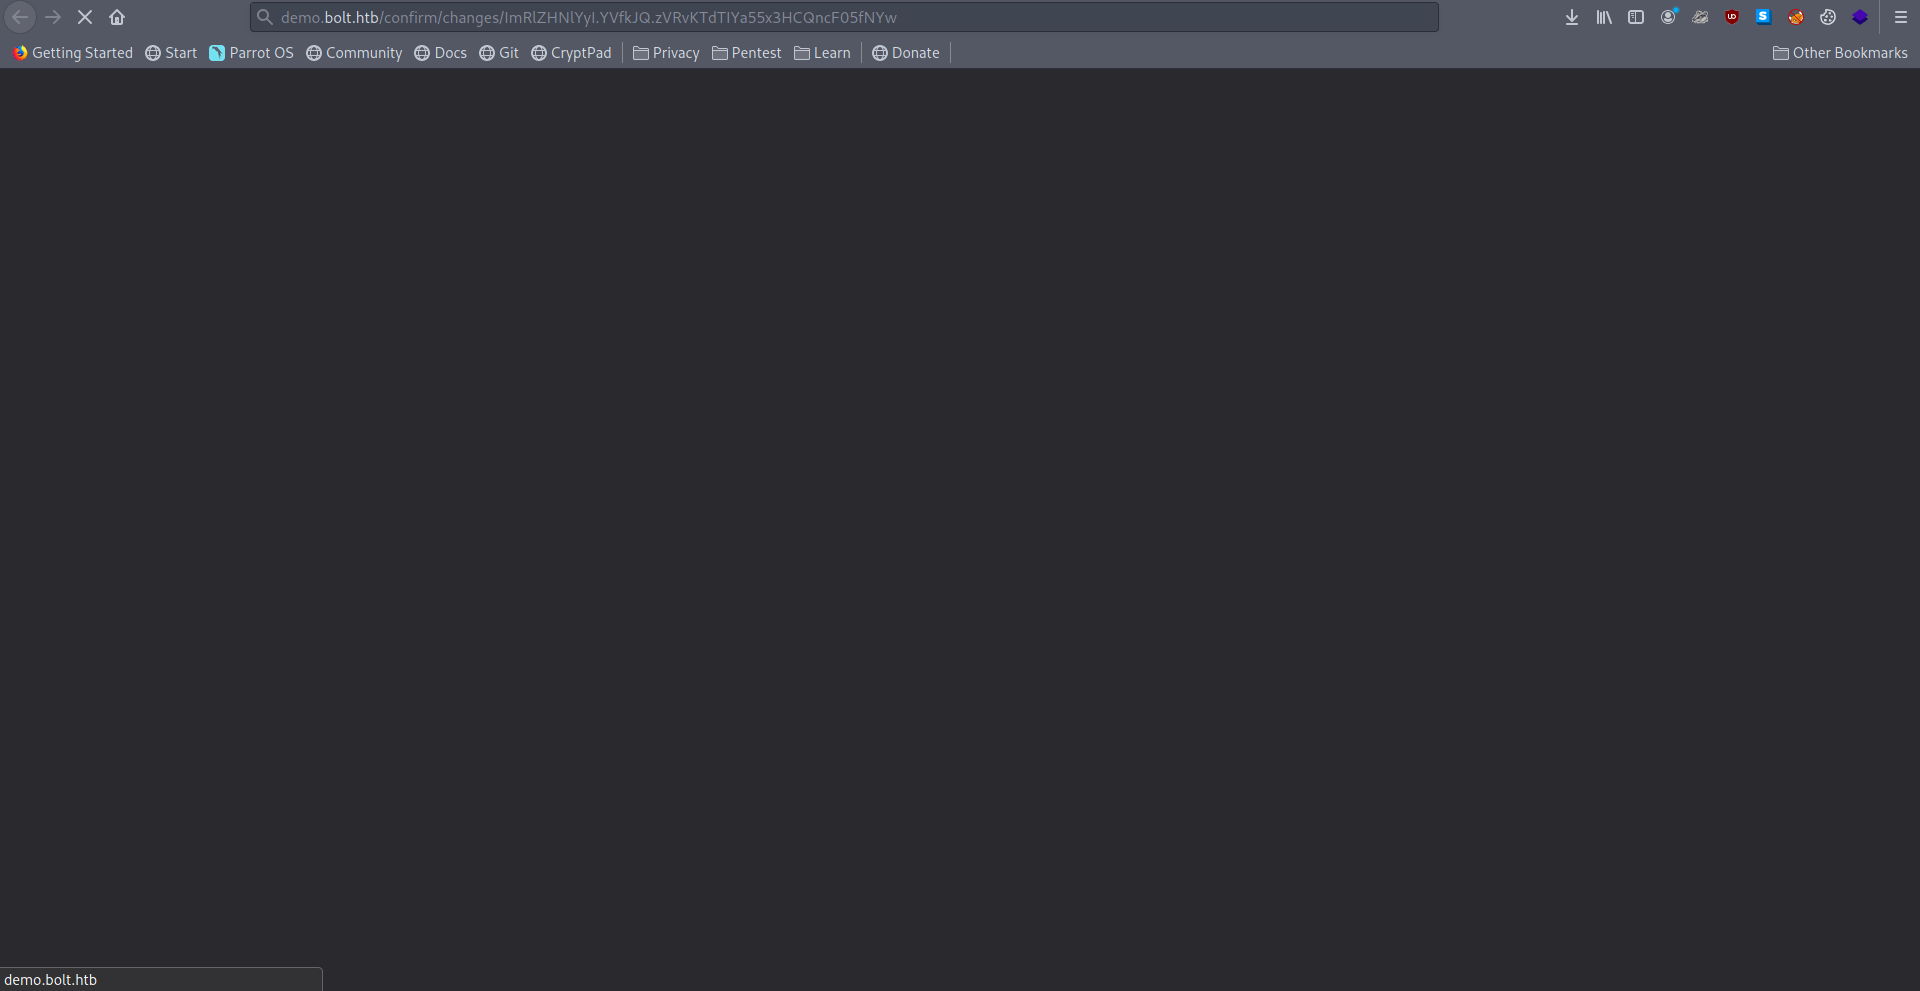 demo.bolt.htb/confirm/changes/ImRlZHNlYyI.YVfkJQ.zVRvKTdTIYa55x3HCQncF05fNYw
Getting Started Start Parrot OS Community Docs Git CryptPad Privacy Pentest Learn Donate Other Bookmarks
demo.bolt.htb